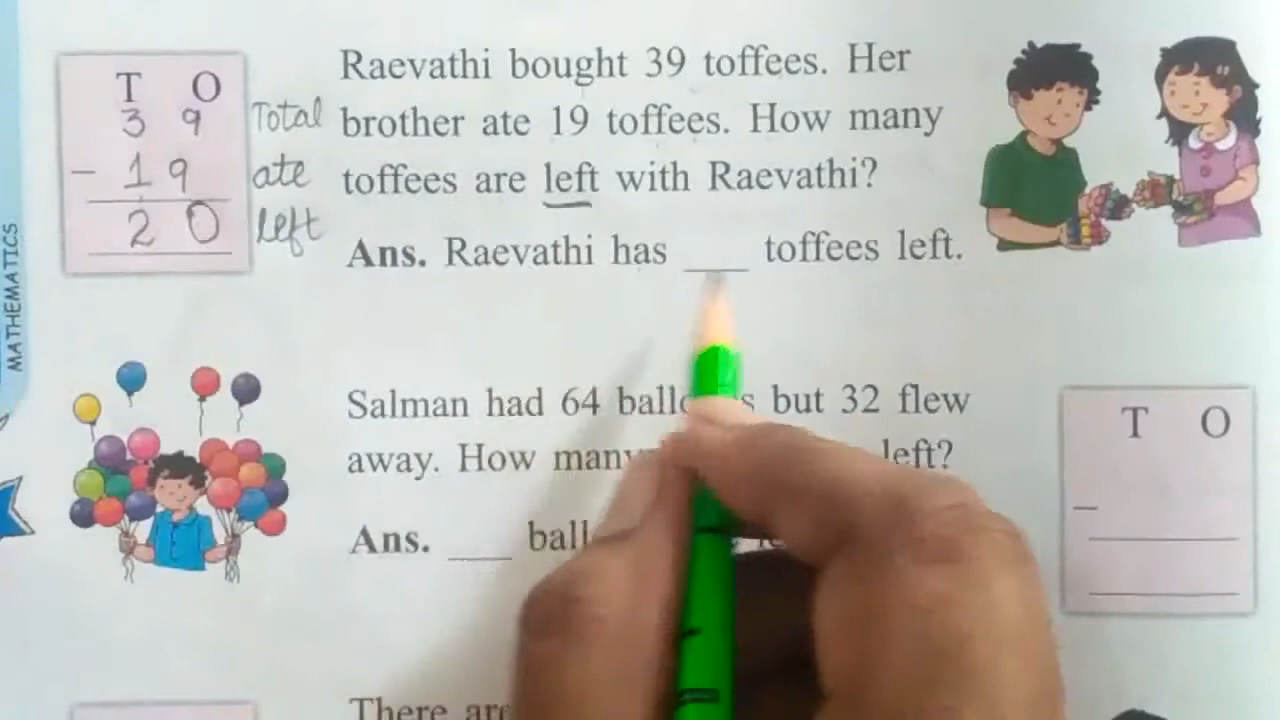 MATHEMATICS
T O
3 9 Total
- 1 9 ate
2 0 left
Raevathi bought 39 toffees. Her
brother ate 19 toffees. How many
toffees are left with Raevathi?
Ans. Raevathi has ___ toffees left.
Salman had 64 but 32 flew
away. How many left?
Ans. ___
T O
-
There are